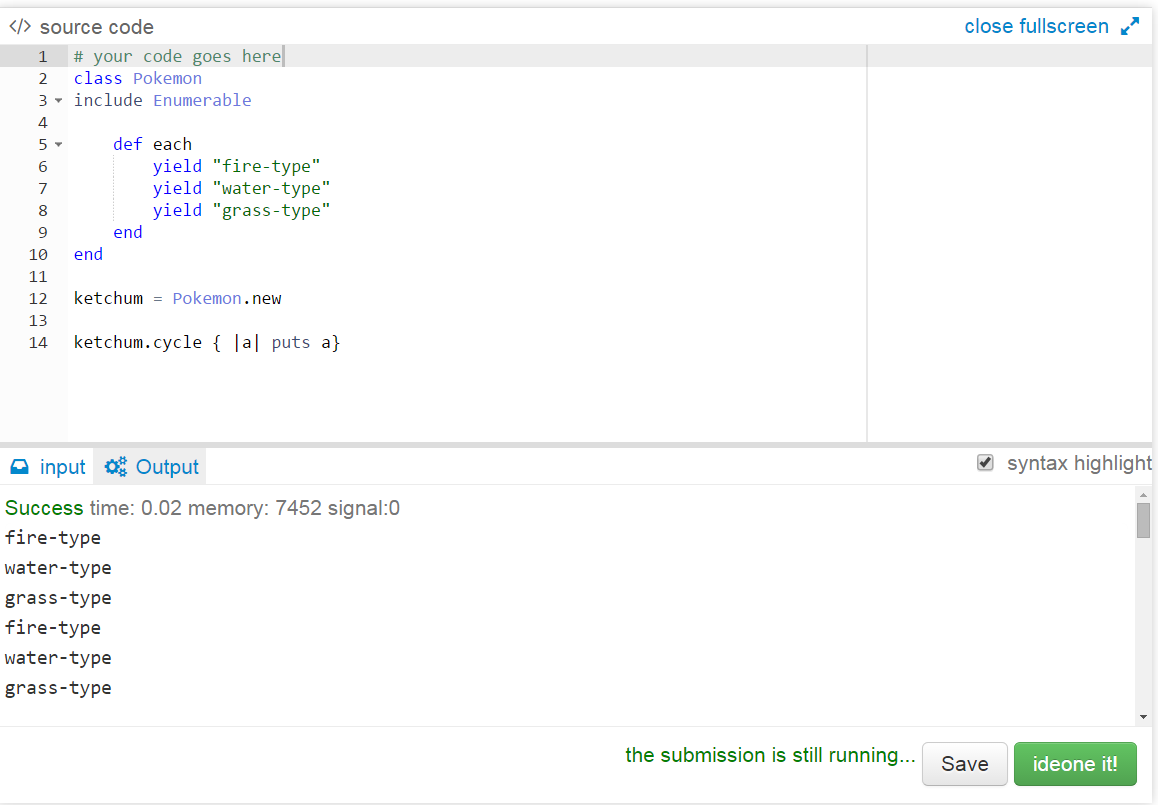 </> source code
close fullscreen
1 # your code goes here
2 class Pokemon
3 include Enumerable
4
5     def each
6         yield "fire-type"
7         yield "water-type"
8         yield "grass-type"
9     end
10 end
11
12 ketchum = Pokemon.new
13
14 ketchum.cycle { |a| puts a}
input
Output
syntax highlight
Success time: 0.02 memory: 7452 signal:0
fire-type
water-type
grass-type
fire-type
water-type
grass-type
the submission is still running...
Save
ideone it!